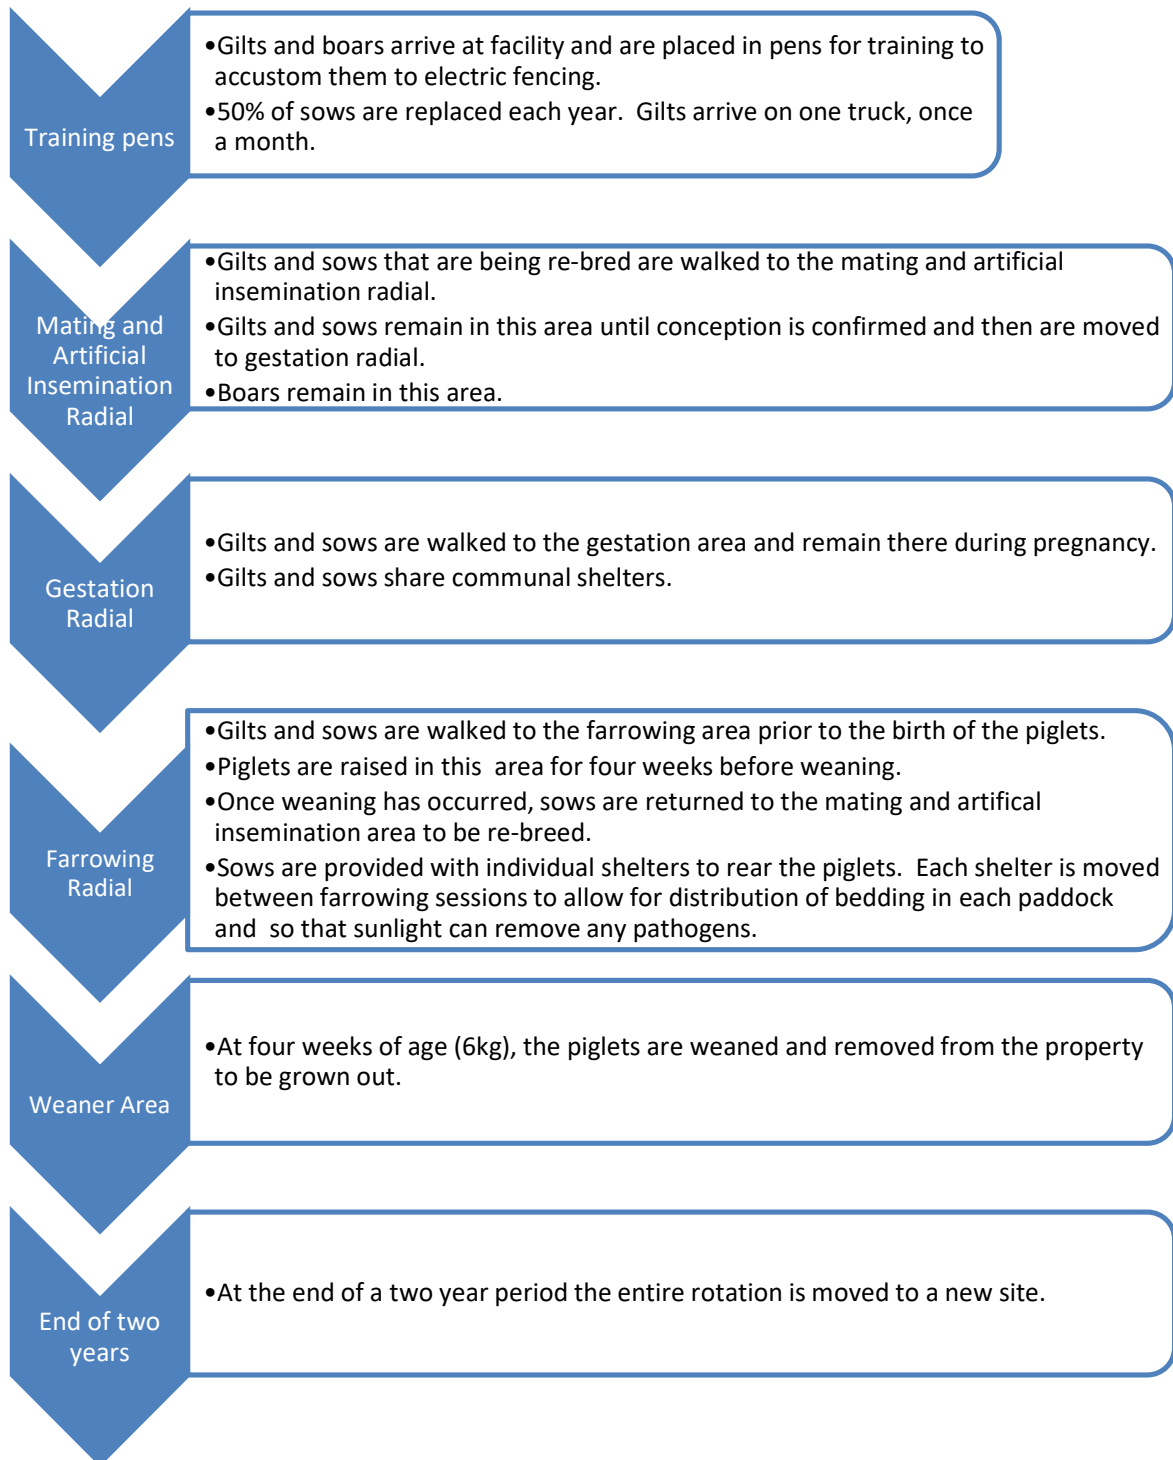 Training pens
•Gilts and boars arrive at facility and are placed in pens for training to
accustom them to electric fencing.
•50% of sows are replaced each year.  Gilts arrive on one truck, once
a month.
Mating and
Artificial
Insemination
Radial
•Gilts and sows that are being re-bred are walked to the mating and artificial
insemination radial.
•Gilts and sows remain in this area until conception is confirmed and then are moved
to gestation radial.
•Boars remain in this area.
Gestation
Radial
•Gilts and sows are walked to the gestation area and remain there during pregnancy.
•Gilts and sows share communal shelters.
Farrowing
Radial
•Gilts and sows are walked to the farrowing area prior to the birth of the piglets.
•Piglets are raised in this  area for four weeks before weaning.
•Once weaning has occurred, sows are returned to the mating and artifical
insemination area to be re-breed.
•Sows are provided with individual shelters to rear the piglets.  Each shelter is moved
between farrowing sessions to allow for distribution of bedding in each paddock
and  so that sunlight can remove any pathogens.
Weaner Area
•At four weeks of age (6kg), the piglets are weaned and removed from the property
to be grown out.
End of two
years
•At the end of a two year period the entire rotation is moved to a new site.